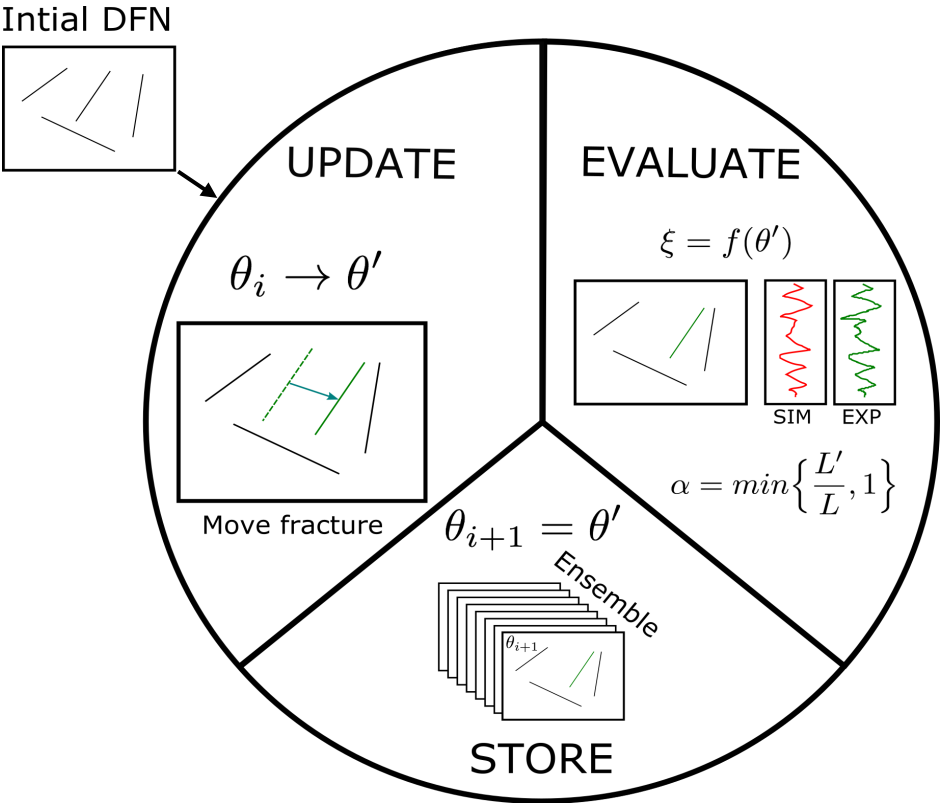 Intial DFN
UPDATE
θ_i → θ′
Move fracture
EVALUATE
ξ = f(θ′)
SIM
EXP
α = min{L′/L, 1}
θ_{i+1} = θ′
Ensemble
θ_{i+1}
STORE